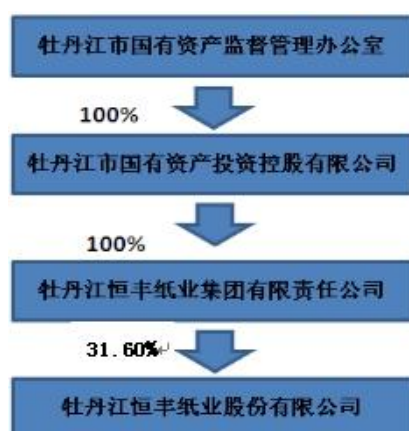 牡丹江市国有资产监督管理办公室
100%
牡丹江市国有资产投资控股有限公司
100%
牡丹江恒丰纸业集团有限责任公司
31.60%
牡丹江恒丰纸业股份有限公司